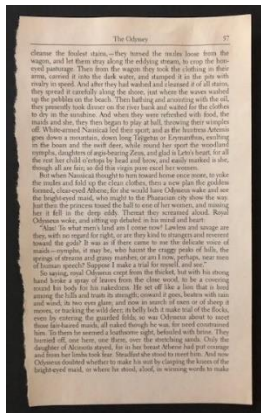 The Odyssey 57
cleanse the foulest stains,—they turned the mules loose from the
wagon, and let them stray along the eddying stream, to crop the hon-
eyed pasturage. Then from the wagon they took the clothing in their
arms, carried it into the dark water, and stamped it in the pits with
rivalry in speed. And after they had washed and cleansed it of all stains,
they spread it carefully along the shore, just where the waves washed
up the pebbles on the beach. Then bathing and anointing with the oil,
they presently took dinner on the river bank and waited for the clothes
to dry in the sunshine. And when they were refreshed with food, the
maids and she, they then began to play at ball, throwing their wimples
off. White-armed Nausicaä led their sport; and as the huntress Artemis
goes down a mountain, down long Taÿgetus or Erymanthus, exulting
in the boars and the swift deer, while round her sport the woodland
nymphs, daughters of aegis-bearing Zeus, and glad is Leto's heart, for all
the rest her child o'ertops by head and brow, and easily marked is she,
though all are fair; so did this virgin pure excel her women.
But when Nausicaä thought to turn toward home once more, to yoke
the mules and fold up the clean clothes, then a new plan the goddess
formed, clear-eyed Athene; for she would have Odysseus wake and see
the bright-eyed maid, who might to the Phaeacian city show the way.
Just then the princess tossed the ball to one of her women, and missing
her it fell in the deep eddy. Thereat they screamed aloud. Royal
Odysseus woke, and sitting up debated in his mind and heart:
"Alas! To what men's land am I come now? Lawless and savage are
they, with no regard for right, or are they kind to strangers and reverent
toward the gods? It was as if there came to me the delicate voice of
maids—nymphs, it may be, who haunt the craggy peaks of hills, the
springs of streams and grassy marshes; or am I now, perhaps, near men
of human speech? Suppose I make a trial for myself, and see."
So saying, royal Odysseus crept from the thicket, but with his strong
hand broke a spray of leaves from the close wood, to be a covering
round his body for his nakedness. He set off like a lion that is bred
among the hills and trusts its strength; onward it goes, beaten with rain
and wind; its two eyes glare; and now in search of oxen or of sheep it
moves, or tracking the wild deer; its belly bids it make trial of the flocks,
even by entering the guarded folds; so was Odysseus about to meet
those fair-haired maids, all naked though he was, for need constrained
him. To them he seemed a loathsome sight, befouled with brine. They
hurried off, one here, one there, over the stretching sands. Only the
daughter of Alcinoüs stayed, for in her breast Athene had put courage
and from her limbs took fear. Steadfast she stood to meet him. And now
Odysseus doubted whether to make his suit by clasping the knees of the
bright-eyed maid, or where he stood, aloof, in winning words to make